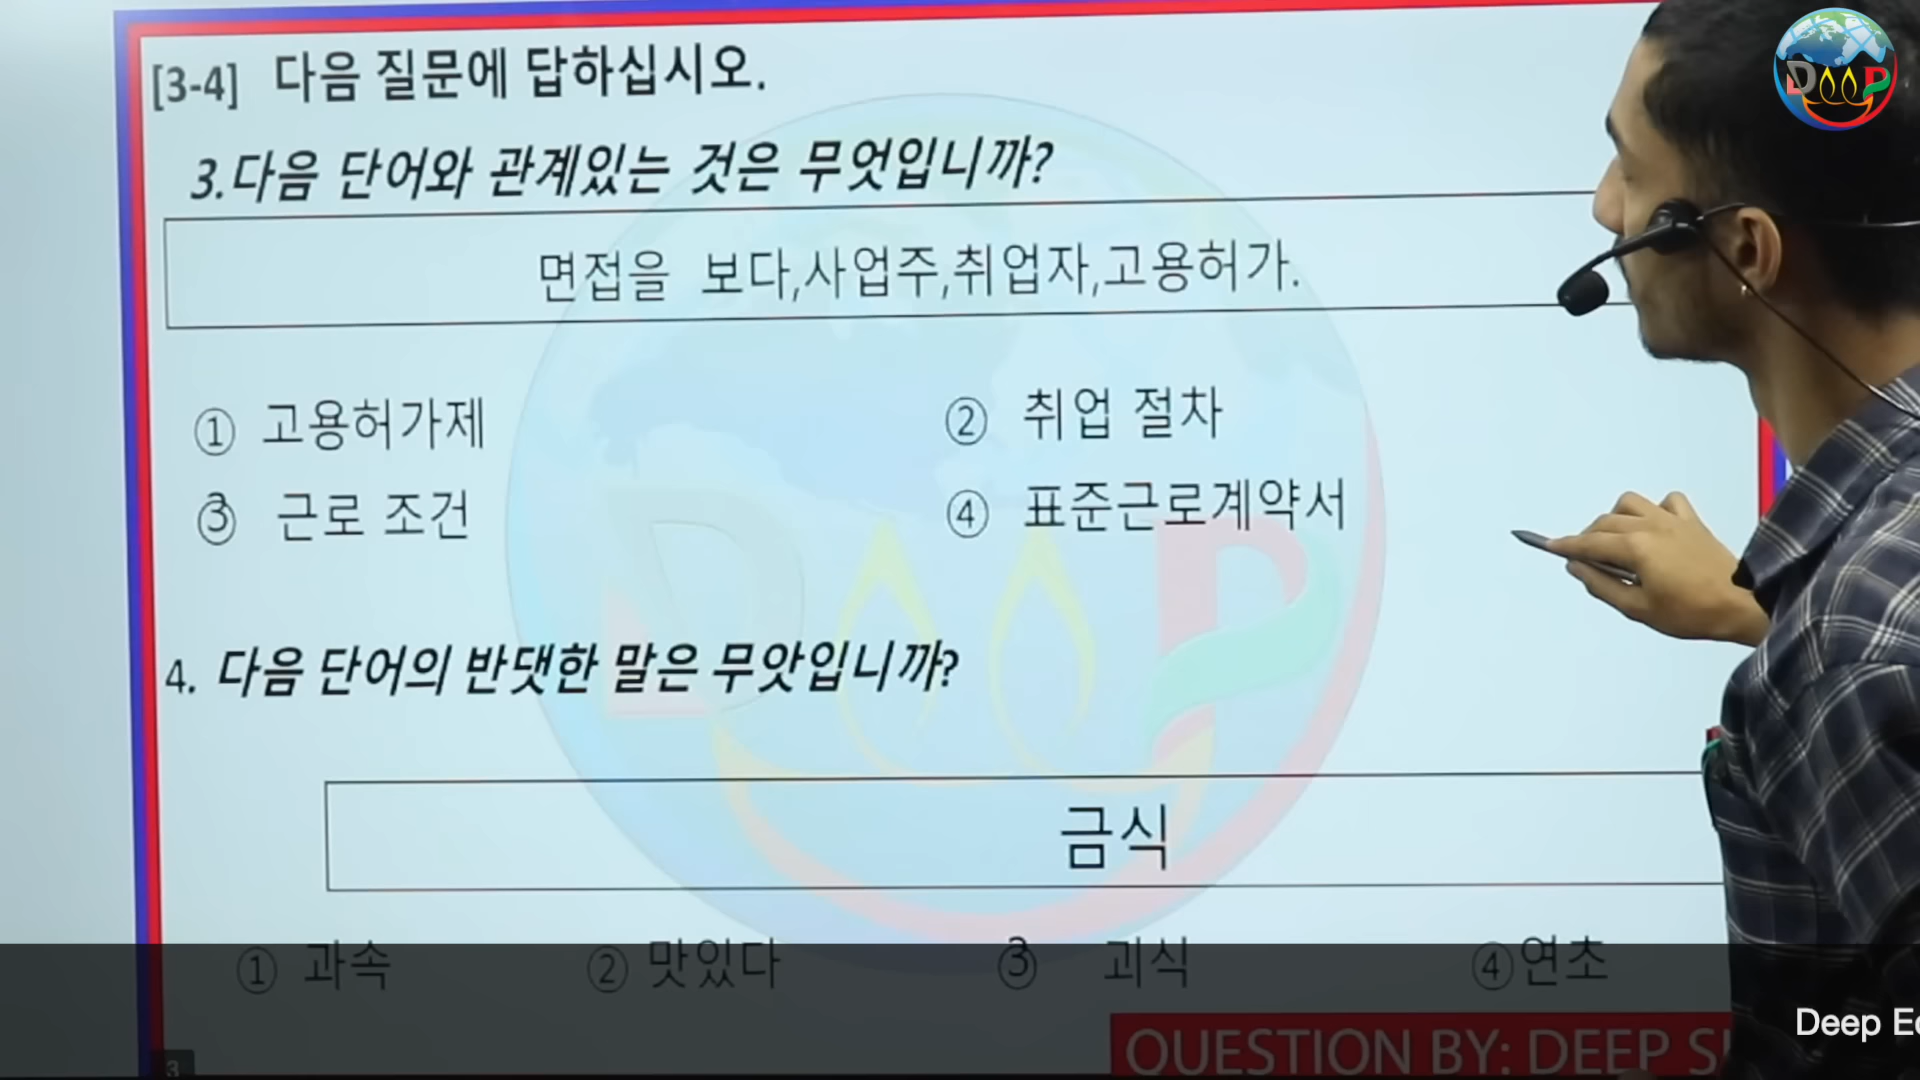 [3-4] 다음 질문에 답하십시오.
3.다음 단어와 관계있는 것은 무엇입니까?
면접을 보다,사업주,취업자,고용허가.
① 고용허가제
② 취업 절차
③ 근로 조건
④ 표준근로계약서
4. 다음 단어의 반댓한 말은 무앗입니까?
금식
① 과속
② 맛있다
③ 괴식
④연초
QUESTION BY: DEEP
Deep
3
DEEP